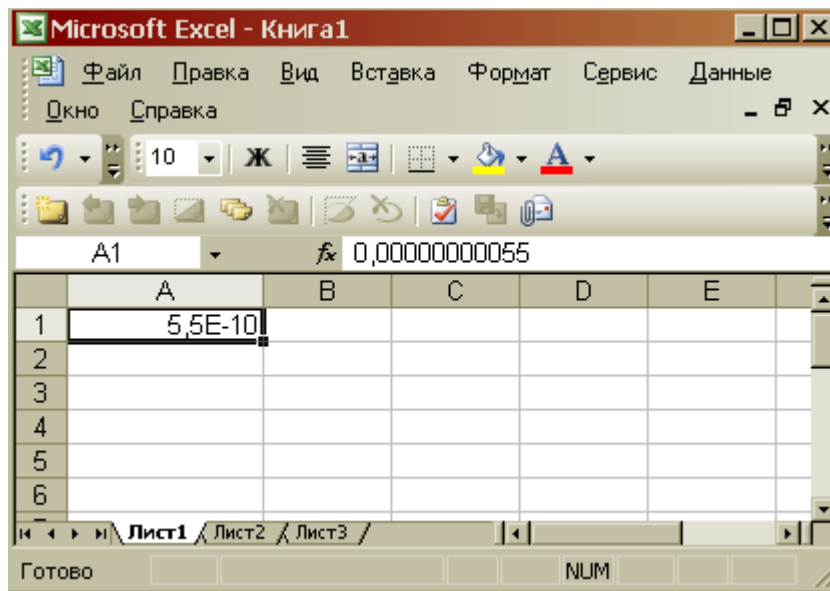 Microsoft Excel - Книга1
Файл Правка Вид Вставка Формат Сервис Данные
Окно Справка
10 Ж А
A1 fx 0,00000000055
A B C D E
1 5,5E-10
2
3
4
5
6
Лист1 Лист2 Лист3
Готово NUM